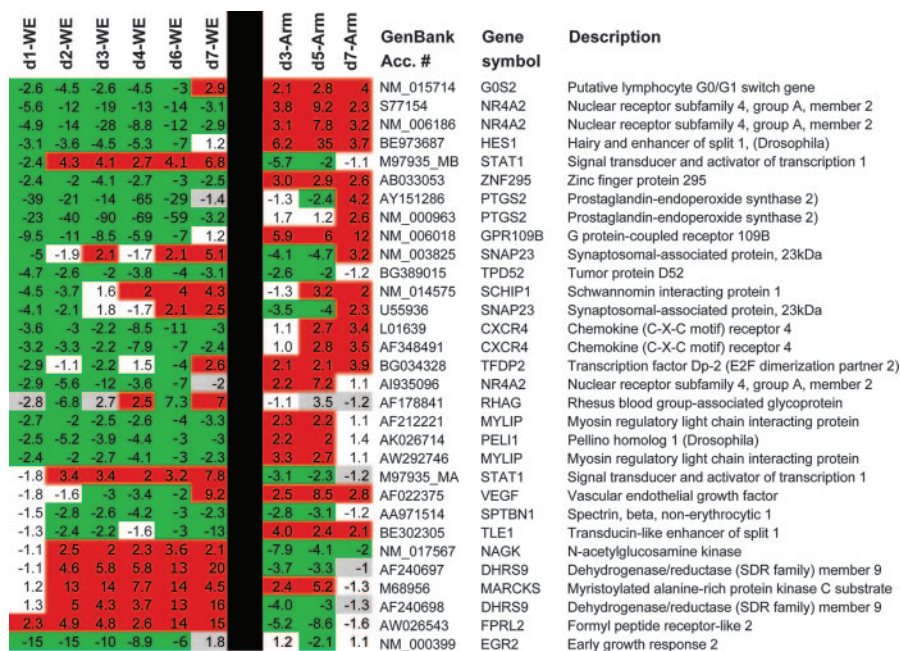 d1-WE d2-WE d3-WE d4-WE d6-WE d7-WE d3-Arm d5-Arm d7-Arm GenBank Acc. # Gene symbol Description
-2.6 -4.5 -2.6 -4.5 -3 2.9 2.1 2.8 4 NM_015714 G0S2 Putative lymphocyte G0/G1 switch gene
-5.6 -12 -19 -13 -14 -3.1 3.8 9.2 2.3 S77154 NR4A2 Nuclear receptor subfamily 4, group A, member 2
-4.9 -14 -28 -8.8 -12 -2.9 3.1 7.8 3.2 NM_006186 NR4A2 Nuclear receptor subfamily 4, group A, member 2
-3.1 -3.6 -4.5 -5.3 -7 1.2 6.2 35 3.7 BE973687 HES1 Hairy and enhancer of split 1, (Drosophila)
-2.4 4.3 4.1 2.7 4.1 6.8 -5.7 -2 -1.1 M97935_MB STAT1 Signal transducer and activator of transcription 1
-2.4 -2 -4.1 -2.7 -3 -2.5 3.0 2.9 2.6 AB033053 ZNF295 Zinc finger protein 295
-39 -21 -14 -65 -29 -1.4 -1.3 -2.4 4.2 AY151286 PTGS2 Prostaglandin-endoperoxide synthase 2)
-23 -40 -90 -69 -59 -3.2 1.7 1.2 2.6 NM_000963 PTGS2 Prostaglandin-endoperoxide synthase 2)
-9.5 -11 -8.5 -5.9 -7 1.2 5.9 6 12 NM_006018 GPR109B G protein-coupled receptor 109B
-5 -1.9 2.1 -1.7 2.1 5.1 -4.1 -4.7 3.2 NM_003825 SNAP23 Synaptosomal-associated protein, 23kDa
-4.7 -2.6 -2 -3.8 -4 -3.1 -2.6 -2 -1.2 BG389015 TPD52 Tumor protein D52
-4.5 -3.7 1.6 2 4 4.3 -1.3 3.2 2 NM_014575 SCHIP1 Schwannomin interacting protein 1
-4.1 -2.1 1.8 -1.7 2.1 2.5 -3.5 -4 2.3 U55936 SNAP23 Synaptosomal-associated protein, 23kDa
-3.6 -3 -2.2 -8.5 -11 -3 1.1 2.7 3.4 L01639 CXCR4 Chemokine (C-X-C motif) receptor 4
-3.2 -3.3 -2.2 -7.9 -7 -2.4 1.0 2.8 3.5 AF348491 CXCR4 Chemokine (C-X-C motif) receptor 4
-2.9 -1.1 -2.2 1.5 -4 2.6 2.1 2.1 3.9 BG034328 TFDP2 Transcription factor Dp-2 (E2F dimerization partner 2)
-2.9 -5.6 -12 -3.6 -7 -2 2.2 7.2 1.1 AI935096 NR4A2 Nuclear receptor subfamily 4, group A, member 2
-2.8 -6.8 2.7 2.5 7.3 7 -1.1 3.5 -1.2 AF178841 RHAG Rhesus blood group-associated glycoprotein
-2.7 -2 -2.5 -2.6 -4 -3.3 2.3 2.2 1.1 AF212221 MYLIP Myosin regulatory light chain interacting protein
-2.5 -5.2 -3.9 -4.4 -3 -3 2.2 2 1.4 AK026714 PELI1 Pellino homolog 1 (Drosophila)
-2.4 -2 -2.7 -4.1 -3 -2.3 3.3 2.7 1.1 AW292746 MYLIP Myosin regulatory light chain interacting protein
-1.8 3.4 3.4 2 3.2 7.8 -3.1 -2.3 -1.2 M97935_MA STAT1 Signal transducer and activator of transcription 1
-1.8 -1.6 -3 -3.4 -2 9.2 2.5 8.5 2.8 AF022375 VEGF Vascular endothelial growth factor
-1.5 -2.8 -2.6 -4.2 -3 -2.3 -2.8 -3.1 -1.2 AA971514 SPTBN1 Spectrin, beta, non-erythrocytic 1
-1.3 -2.4 -2.2 -1.6 -3 -13 4.0 2.4 2.1 BE302305 TLE1 Transducin-like enhancer of split 1
-1.1 2.5 2 2.3 3.6 2.1 -7.9 -4.1 -2 NM_017567 NAGK N-acetylglucosamine kinase
-1.1 4.6 5.8 5.8 13 20 -3.7 -3.3 -1 AF240697 DHRS9 Dehydrogenase/reductase (SDR family) member 9
1.2 13 14 7.7 14 4.5 2.4 5.2 -1.3 M68956 MARCKS Myristoylated alanine-rich protein kinase C substrate
1.3 5 4.3 3.7 13 16 -4.0 -3 -1.3 AF240698 DHRS9 Dehydrogenase/reductase (SDR family) member 9
2.3 4.9 4.8 2.6 14 15 -5.2 -8.6 -1.6 AW026543 FPRL2 Formyl peptide receptor-like 2
-15 -15 -10 -8.9 -6 1.8 1.2 -2.1 1.1 NM_000399 EGR2 Early growth response 2